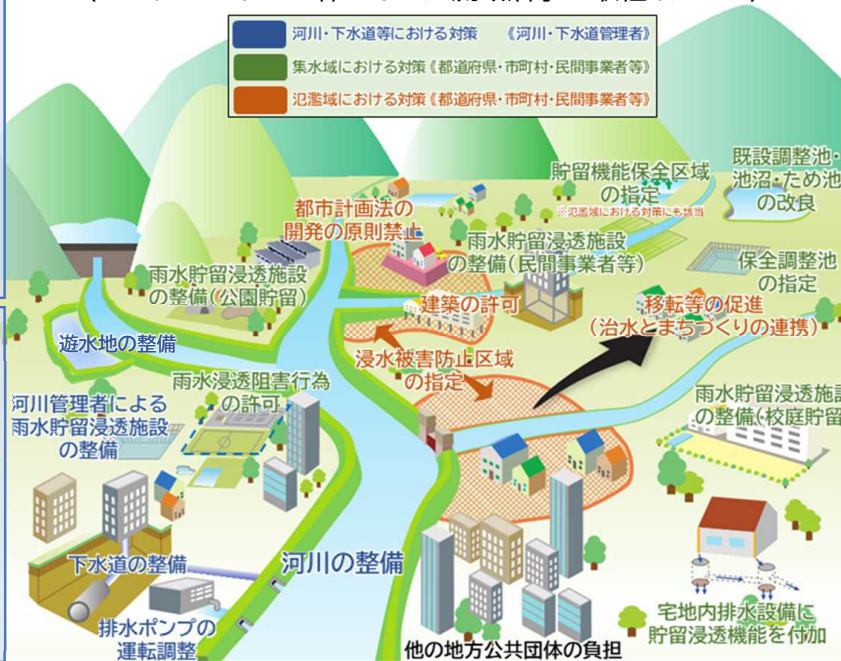 河川・下水道等における対策　《河川・下水道管理者》
集水域における対策《都道府県・市町村・民間事業者等》
氾濫域における対策《都道府県・市町村・民間事業者等》
貯留機能保全区域
の指定
※氾濫域における対策にも該当
既設調整池・
池沼・ため池
の改良
都市計画法の
開発の原則禁止
雨水貯留浸透施設
の整備(民間事業者等)
雨水貯留浸透施設
の整備(公園貯留)
保全調整池
の指定
建築の許可
移転等の促進
(治水とまちづくりの連携)
遊水地の整備
浸水被害防止区域
の指定
雨水浸透阻害行為
の許可
雨水貯留浸透施
の整備(校庭貯留
河川管理者による
雨水貯留浸透施設
の整備
下水道の整備
河川の整備
排水ポンプの
運転調整
宅地内排水設備に
貯留浸透機能を付加
他の地方公共団体の負担